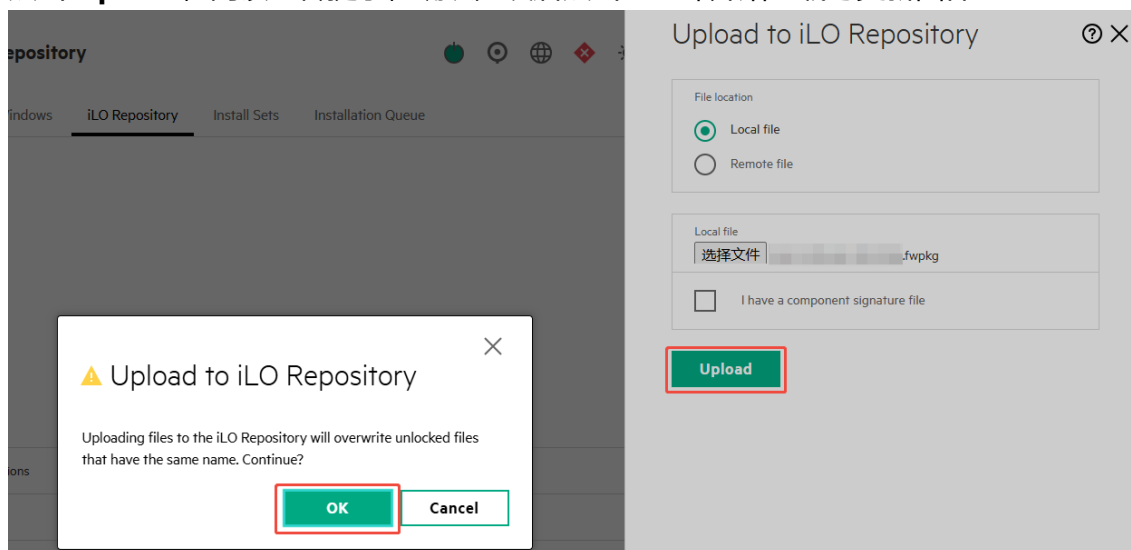 epository
indows
iLO Repository
Install Sets
Installation Queue
ions
Upload to iLO Repository
Uploading files to the iLO Repository will overwrite unlocked files
that have the same name. Continue?
OK
Cancel
Upload to iLO Repository
File location
Local file
Remote file
Local file
选择文件
.fwpkg
I have a component signature file
Upload